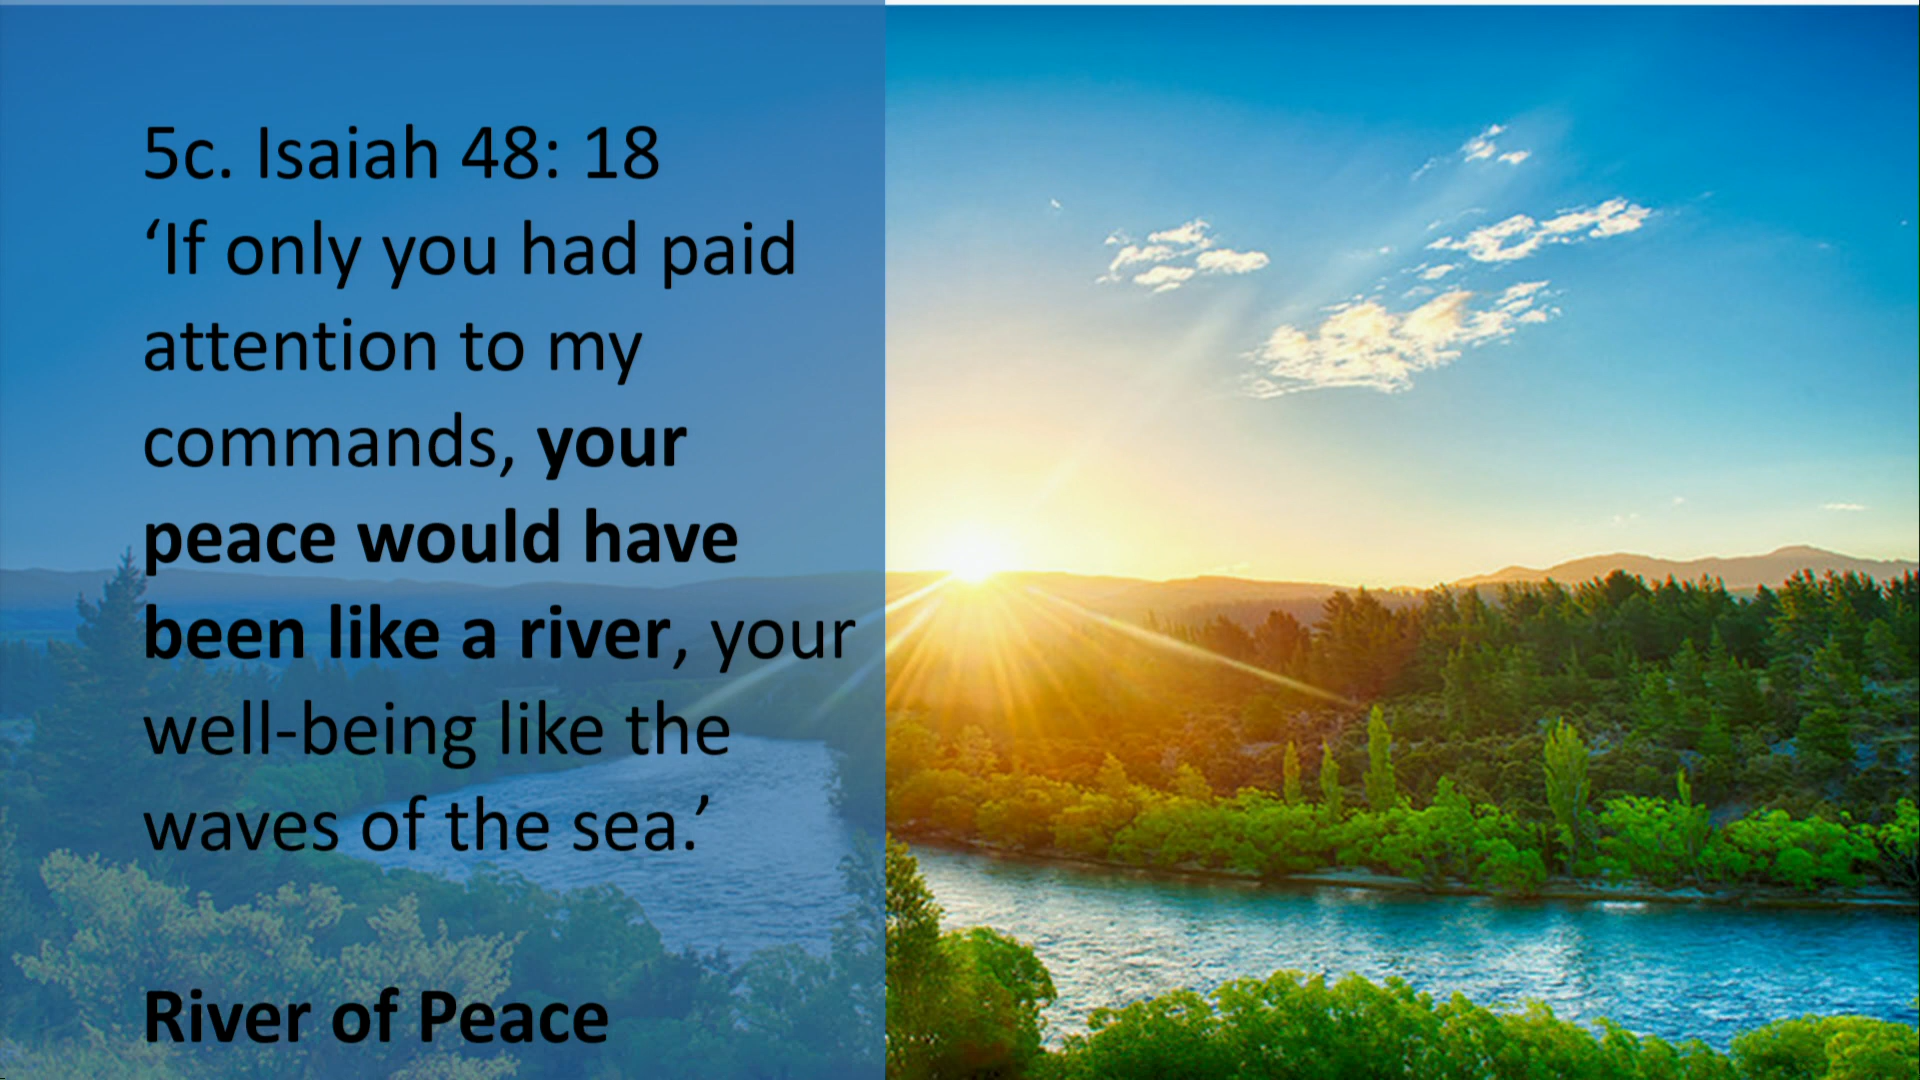 5c. Isaiah 48: 18
‘If only you had paid
attention to my
commands, your
peace would have
been like a river, your
well-being like the
waves of the sea.’
River of Peace